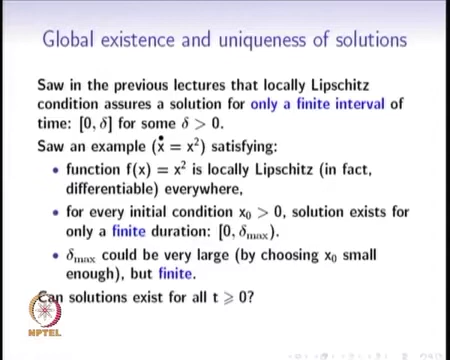 Global existence and uniqueness of solutions
Saw in the previous lectures that locally Lipschitz
condition assures a solution for only a finite interval of
time: [0, δ] for some δ > 0.
Saw an example (ẋ = x²) satisfying:
• function f(x) = x² is locally Lipschitz (in fact,
differentiable) everywhere,
• for every initial condition x₀ > 0, solution exists for
only a finite duration: [0, δₘₐₓ).
• δₘₐₓ could be very large (by choosing x₀ small
enough), but finite.
Can solutions exist for all t ⩾ 0?
NPTEL